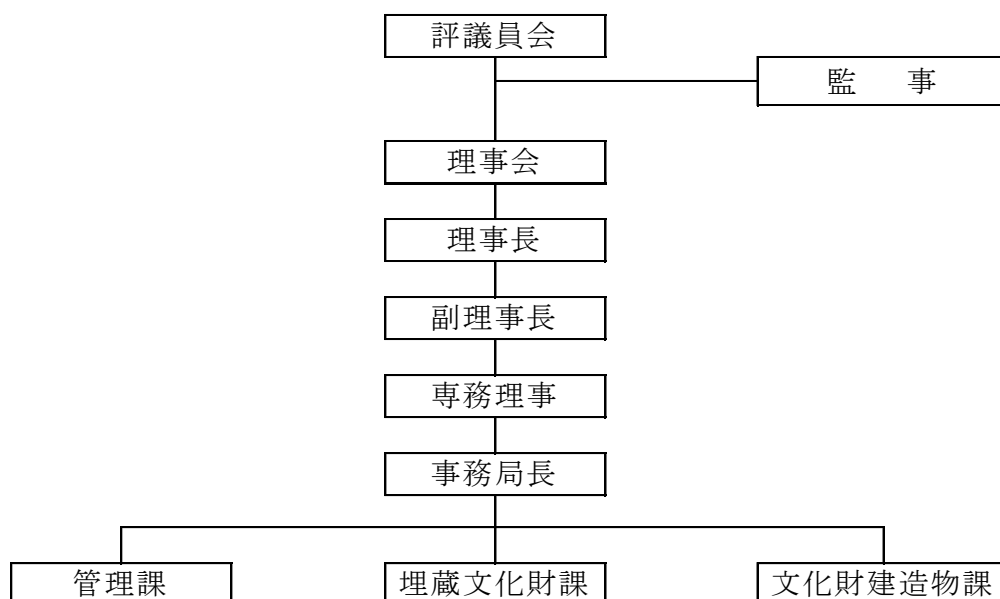 評議員会
監　事
理事会
理事長
副理事長
専務理事
事務局長
管理課
埋蔵文化財課
文化財建造物課